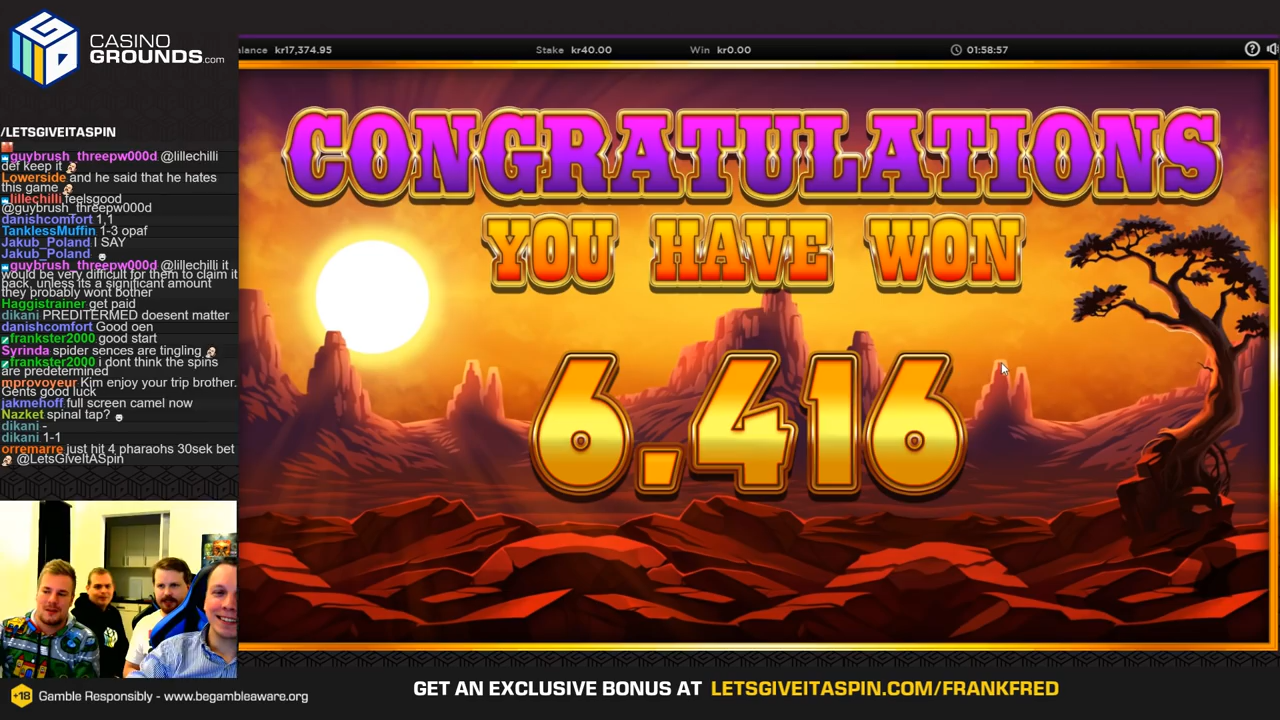 CASINO
GROUNDS.com
alance kr17,374.95
Stake kr40.00
Win kr0.00
01:58:57
/LETSGIVEITASPIN
guybrush_threepw000d @lillechilli
def keep it
Lowerside and he said that he hates
this game
lillechilli feelsgood
@guybrush_threepw000d
danishcomfort 1,1
TanklessMuffin 1-3 opaf
Jakub_Poland I SAY
Jakub_Poland
guybrush_threepw000d @lillechilli it
would be very difficult for them to claim it
back, unless its a significant amount
they probably wont bother
Haggistrainer get paid
dikani PREDITERMED doesent matter
danishcomfort Good oen
frankster2000 good start
Syrinda spider sences are tingling
frankster2000 i dont think the spins
are predetermined
mprovoyeur Kim enjoy your trip brother.
Gents good luck
jakmehoff full screen camel now
Nazket spinal tap?
dikani -
dikani 1-1
orremarre just hit 4 pharaohs 30sek bet
@LetsGiveItASpin
CONGRATULATIONS
YOU HAVE WON
6.416
+18 Gamble Responsibly - www.begambleaware.org
GET AN EXCLUSIVE BONUS AT LETSGIVEITASPIN.COM/FRANKFRED